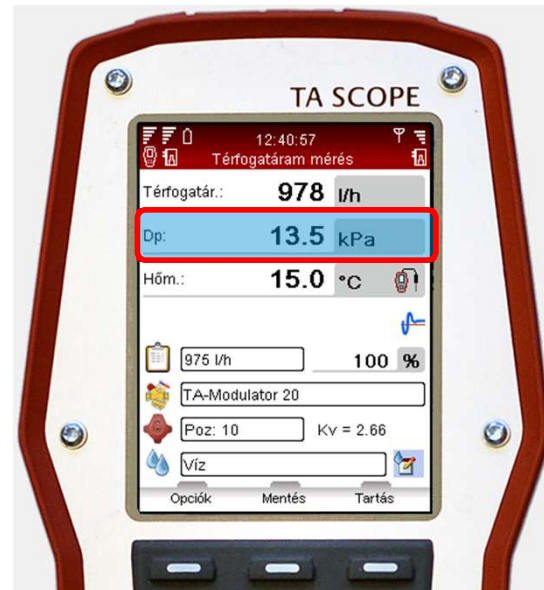 TA SCOPE
12:40:57
Térfogatáram mérés
Térfogatár.: 978 l/h
Dp: 13.5 kPa
Hőm.: 15.0 °C
975 l/h 100 %
TA-Modulator 20
Poz: 10 Kv = 2.66
Víz
Opciók Mentés Tartás